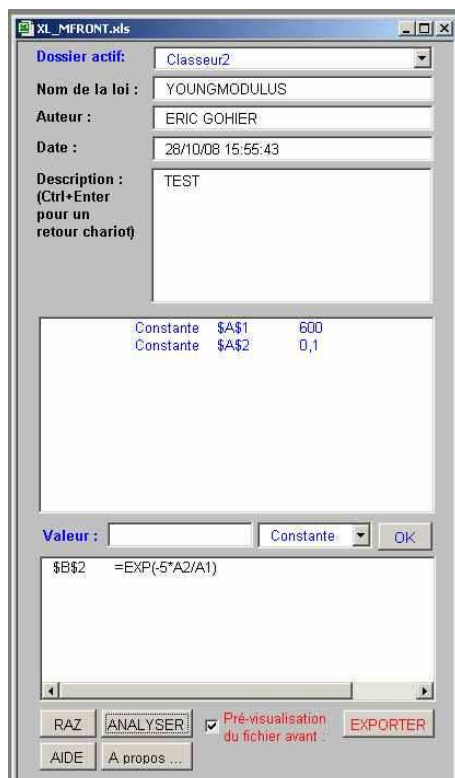 XL_MFRONT.xls
Dossier actif: Classeur2
Nom de la loi : YOUNGMODULUS
Auteur : ERIC GOHIER
Date : 28/10/08 15:55:43
Description : TEST
(Ctrl+Enter
pour un
retour chariot)
Constante $A$1 600
Constante $A$2 0,1
Valeur : Constante OK
$B$2 =EXP(-5*A2/A1)
RAZ ANALYSER Pré-visualisation
du fichier avant : EXPORTER
AIDE A propos ...